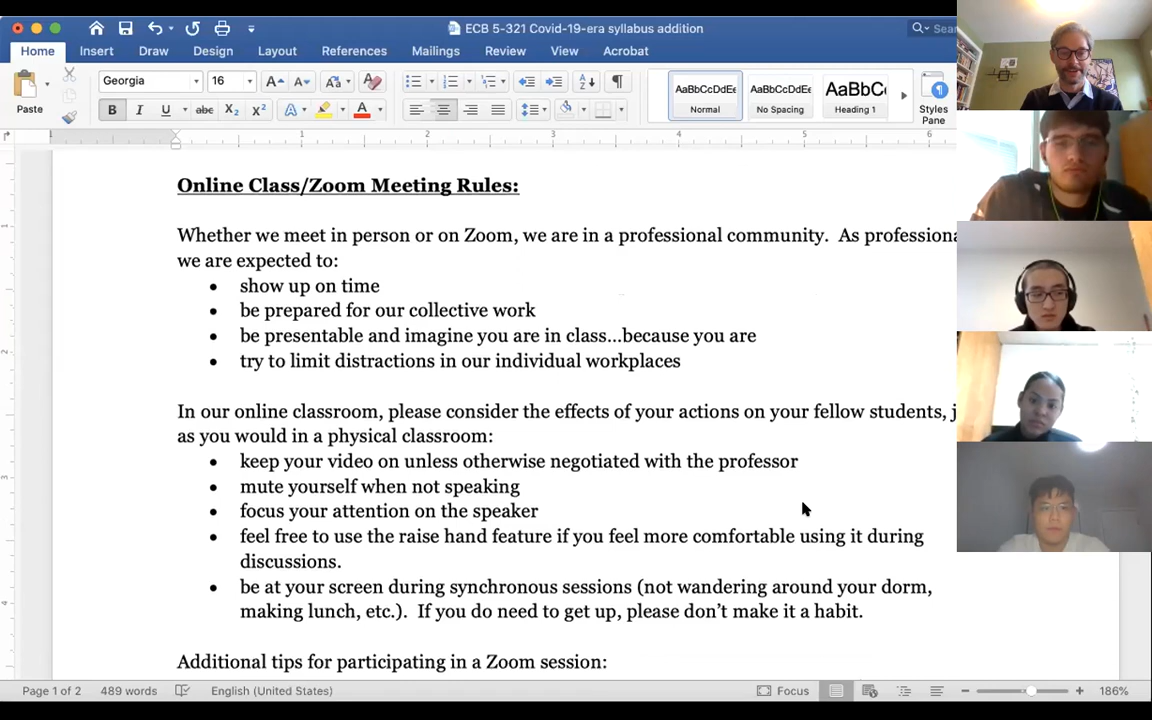 ECB 5-321 Covid-19-era syllabus addition
Home Insert Draw Design Layout References Mailings Review View Acrobat
Paste
Georgia 16
AaBbCcDdEe AaBbCcDdEe AaBbCc
Normal No Spacing Heading 1
Styles Pane
1 1 2 3 4 5 6
Online Class/Zoom Meeting Rules:
Whether we meet in person or on Zoom, we are in a professional community. As
we are expected to:
• show up on time
• be prepared for our collective work
• be presentable and imagine you are in class...because you are
• try to limit distractions in our individual workplaces
In our online classroom, please consider the effects of your actions on your fellow students,
as you would in a physical classroom:
• keep your video on unless otherwise negotiated with the professor
• mute yourself when not speaking
• focus your attention on the speaker
• feel free to use the raise hand feature if you feel more comfortable using it during
discussions.
• be at your screen during synchronous sessions (not wandering around your dorm,
making lunch, etc.). If you do need to get up, please don't make it a habit.
Additional tips for participating in a Zoom session:
Page 1 of 2 489 words English (United States) Focus 186%